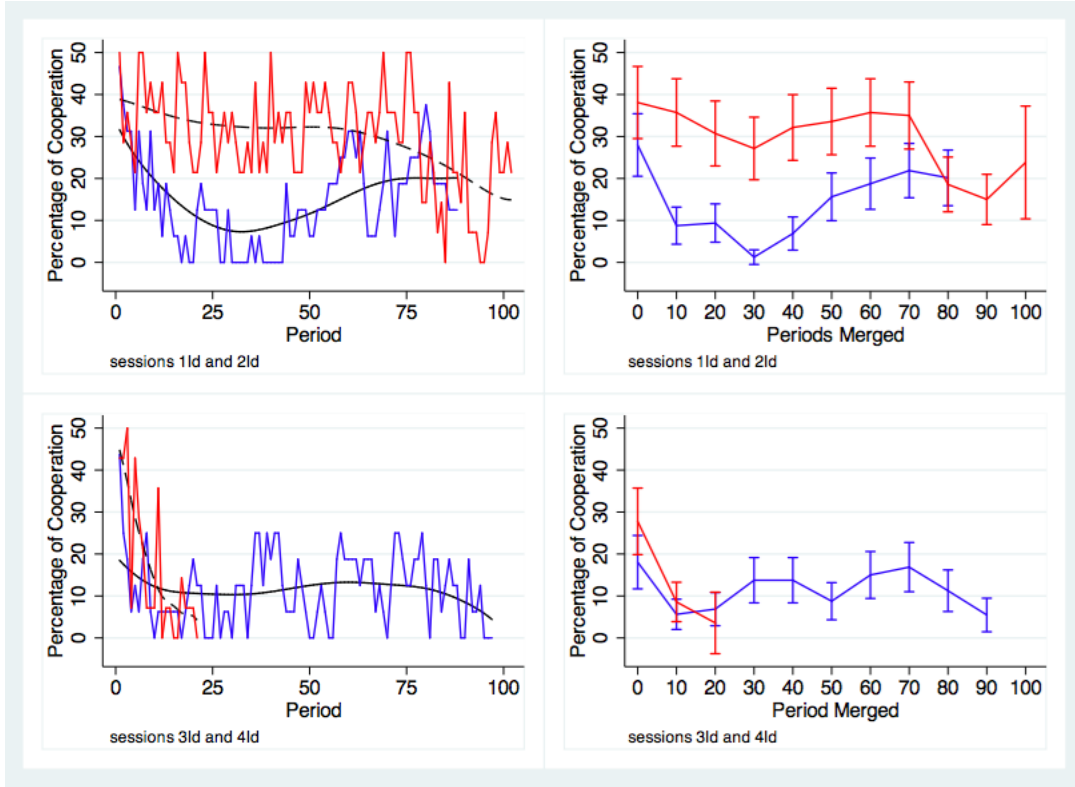 Percentage of Cooperation
50
40
30
20
10
0
0 25 50 75 100
Period
sessions 1ld and 2ld
Percentage of Cooperation
50
40
30
20
10
0
0 10 20 30 40 50 60 70 80 90 100
Periods Merged
sessions 1ld and 2ld
Percentage of Cooperation
50
40
30
20
10
0
0 25 50 75 100
Period
sessions 3ld and 4ld
Percentage of Cooperation
50
40
30
20
10
0
0 10 20 30 40 50 60 70 80 90 100
Period Merged
sessions 3ld and 4ld